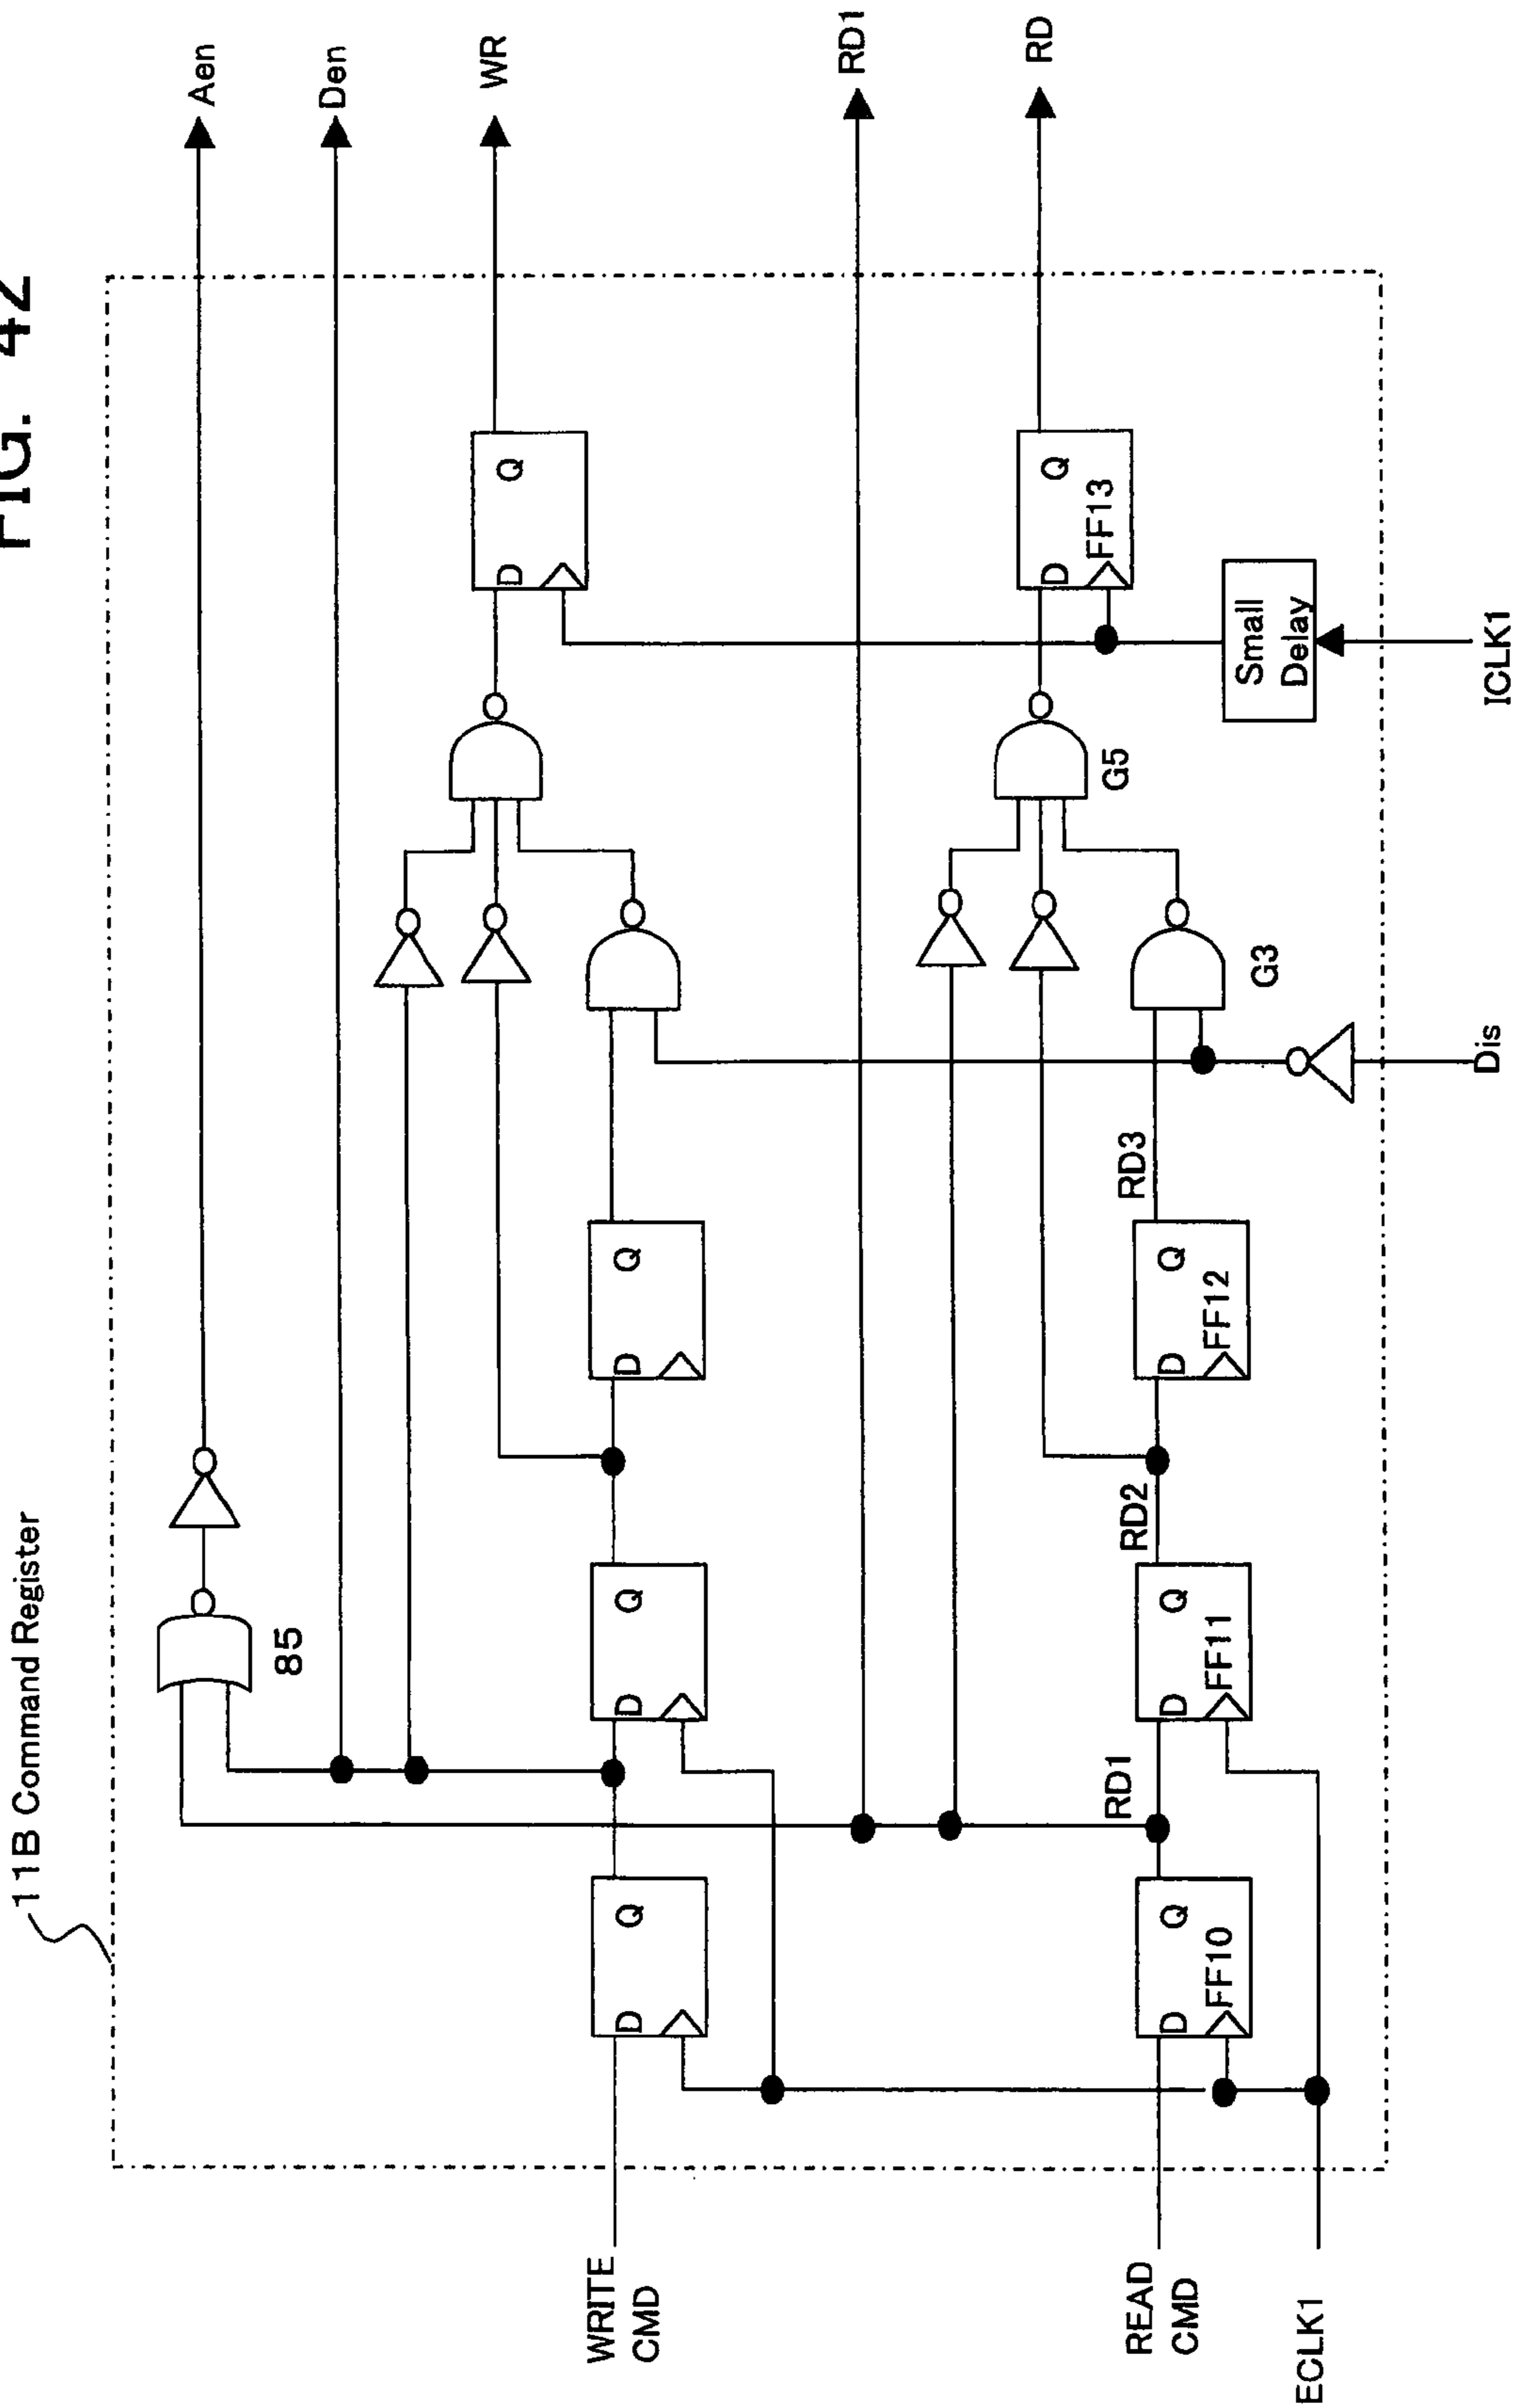 FIG. 42
11B Command Register
Aen
Den
WR
RD1
RD
85
WRITE
CMD
D
Q
D
Q
D
Q
D
Q
READ
CMD
D
Q
FF10
RD1
D
Q
FF11
RD2
D
Q
FF12
RD3
G3
G5
D
Q
FF13
Small
Delay
ECLK1
Dis
ICLK1